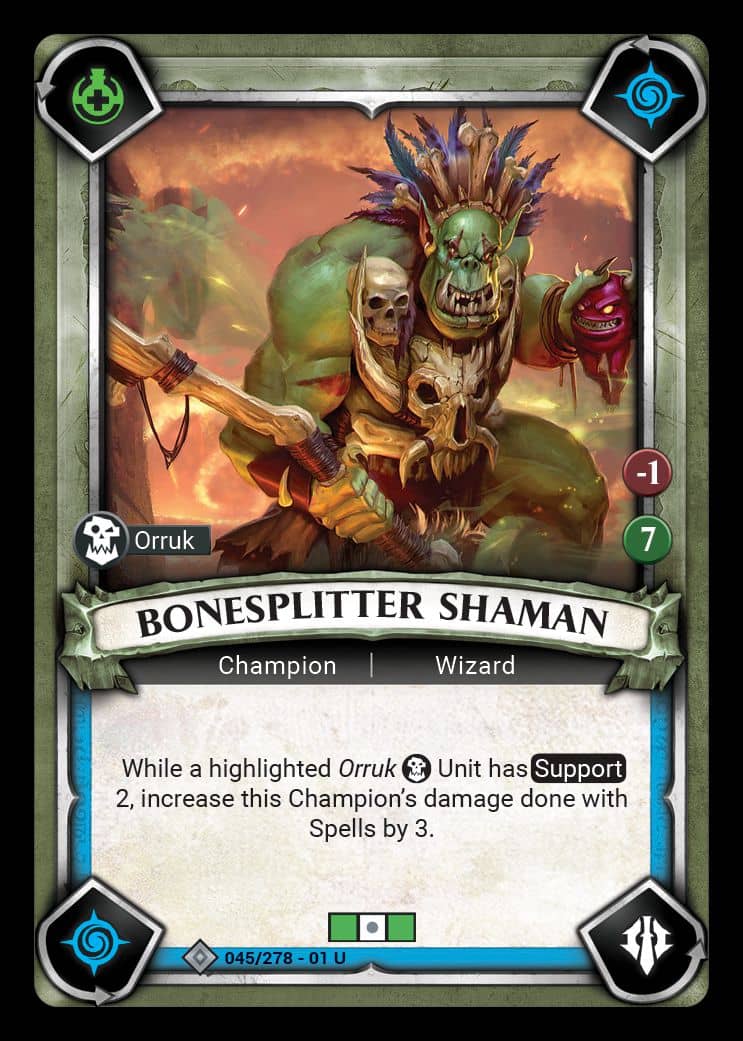 -1
Orruk
7
BONESPLITTER SHAMAN
Champion | Wizard
While a highlighted Orruk Unit has Support
2, increase this Champion's damage done with
Spells by 3.
045/278 - 01 U